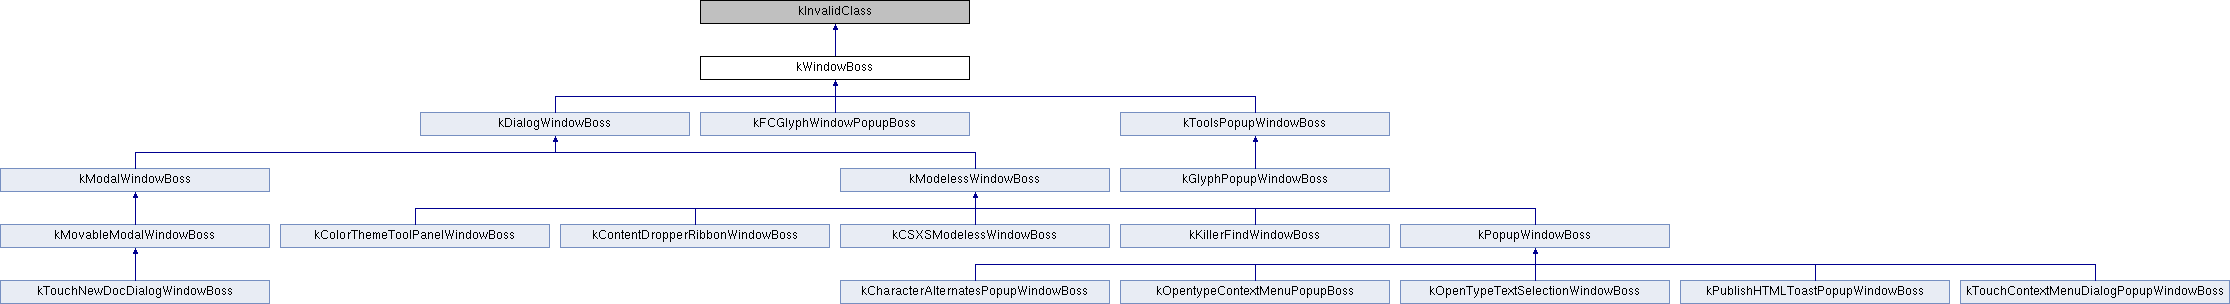 kInvalidClass
kWindowBoss
kDialogWindowBoss
kFCGlyphWindowPopupBoss
kToolsPopupWindowBoss
kModalWindowBoss
kModelessWindowBoss
kGlyphPopupWindowBoss
kMovableModalWindowBoss
kColorThemeToolPanelWindowBoss
kContentDropperRibbonWindowBoss
kCSXSModelessWindowBoss
kKillerFindWindowBoss
kPopupWindowBoss
kTouchNewDocDialogWindowBoss
kCharacterAlternatesPopupWindowBoss
kOpentypeContextMenuPopupBoss
kOpenTypeTextSelectionWindowBoss
kPublishHTMLToastPopupWindowBoss
kTouchContextMenuDialogPopupWindowBoss